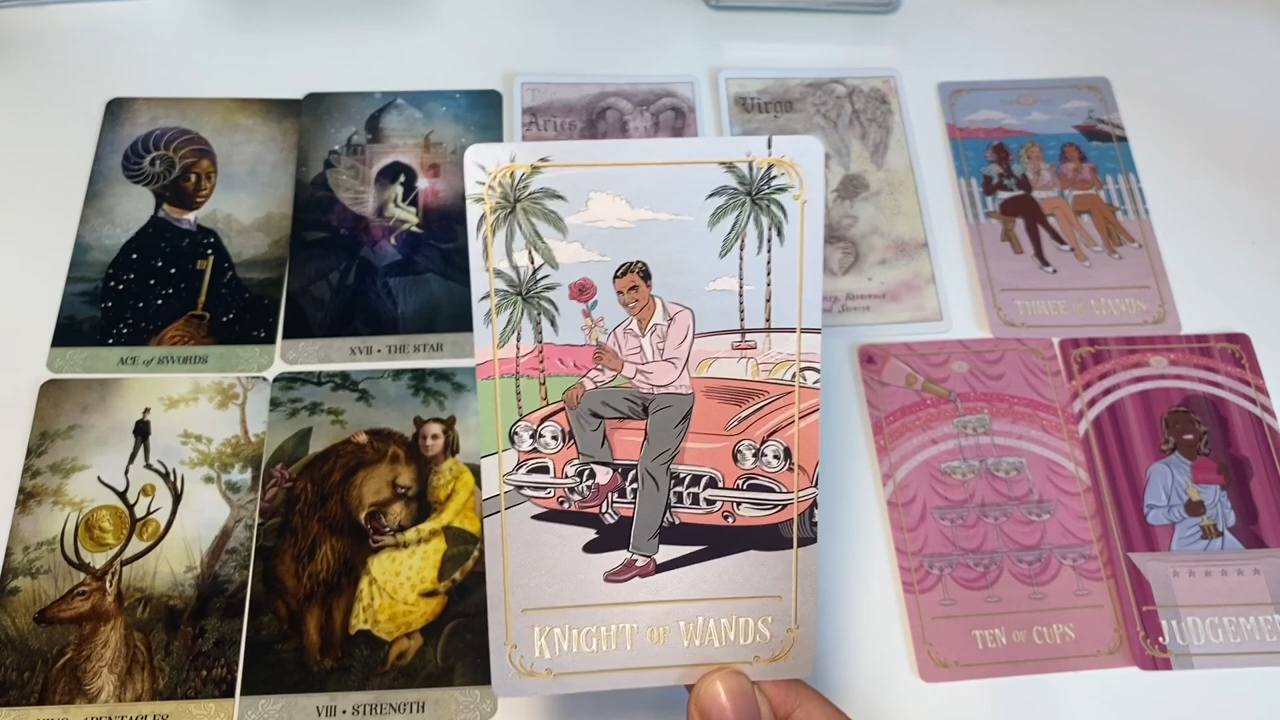 The
Aries
Virgo
THREE OF WANDS
ACE of SWORDS
XVII • THE STAR
KNIGHT OF WANDS
TEN OF CUPS
VIII • STRENGTH